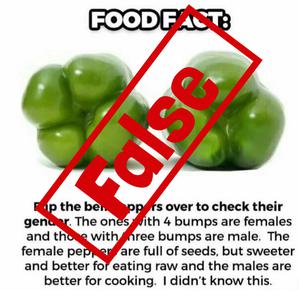 FOOD FACT:
False
Flip the bell peppers over to check their
gender. The ones with 4 bumps are females
and those with three bumps are male. The
female peppers are full of seeds, but sweeter
and better for eating raw and the males are
better for cooking. I didn't know this.